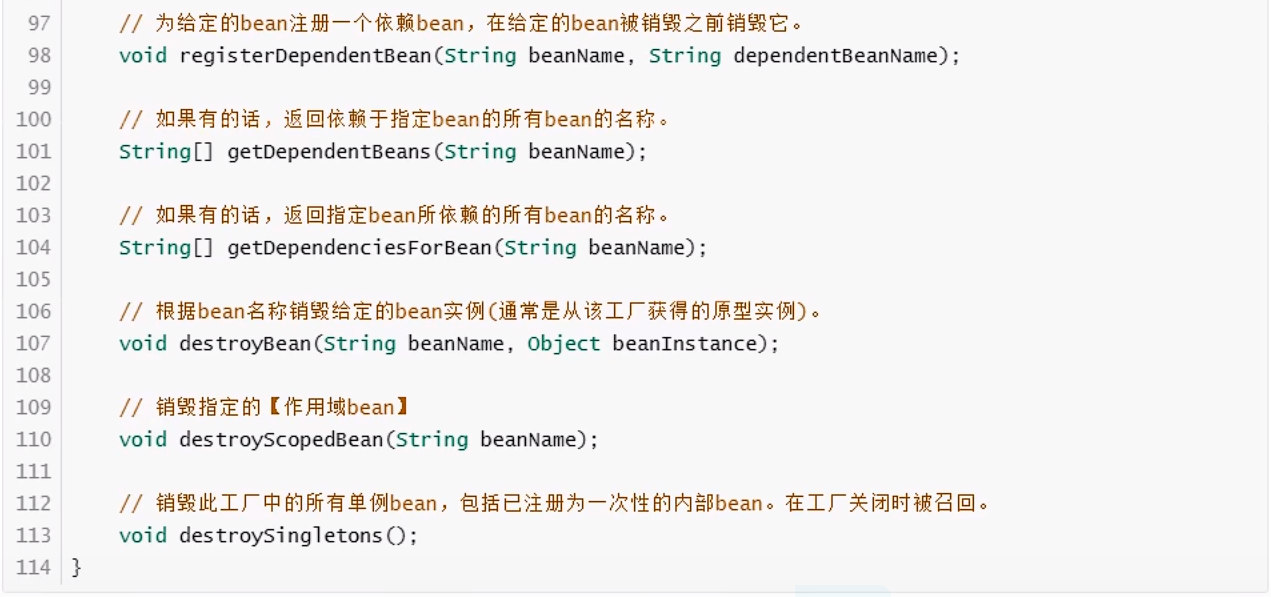 97 // 为给定的bean注册一个依赖bean，在给定的bean被销毁之前销毁它。
98 void registerDependentBean(String beanName, String dependentBeanName);
99
100 // 如果有的话，返回依赖于指定bean的所有bean的名称。
101 String[] getDependentBeans(String beanName);
102
103 // 如果有的话，返回指定bean所依赖的所有bean的名称。
104 String[] getDependenciesForBean(String beanName);
105
106 // 根据bean名称销毁给定的bean实例(通常是从该工厂获得的原型实例)。
107 void destroyBean(String beanName, Object beanInstance);
108
109 // 销毁指定的【作用域bean】
110 void destroyScopedBean(String beanName);
111
112 // 销毁此工厂中的所有单例bean，包括已注册为一次性的内部bean。在工厂关闭时被召回。
113 void destroySingletons();
114 }